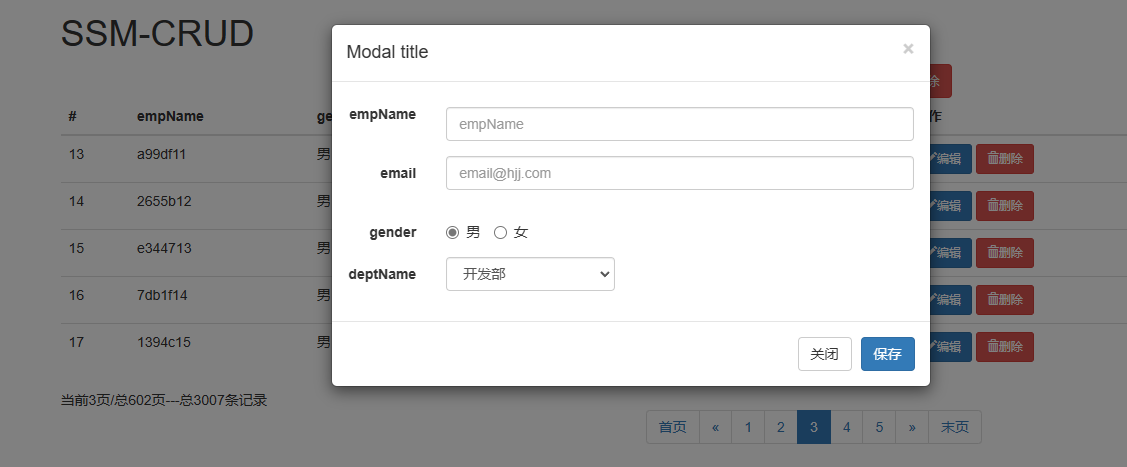 SSM-CRUD
Modal title ×
除
# empName ge 作
empName empName
email email@hjj.com
gender 男 女
deptName 开发部
关闭 保存
13 a99df11 男 编辑 删除
14 2655b12 男 编辑 删除
15 e344713 男 编辑 删除
16 7db1f14 男 编辑 删除
17 1394c15 男 编辑 删除
当前3页/总602页---总3007条记录
首页 « 1 2 3 4 5 » 末页